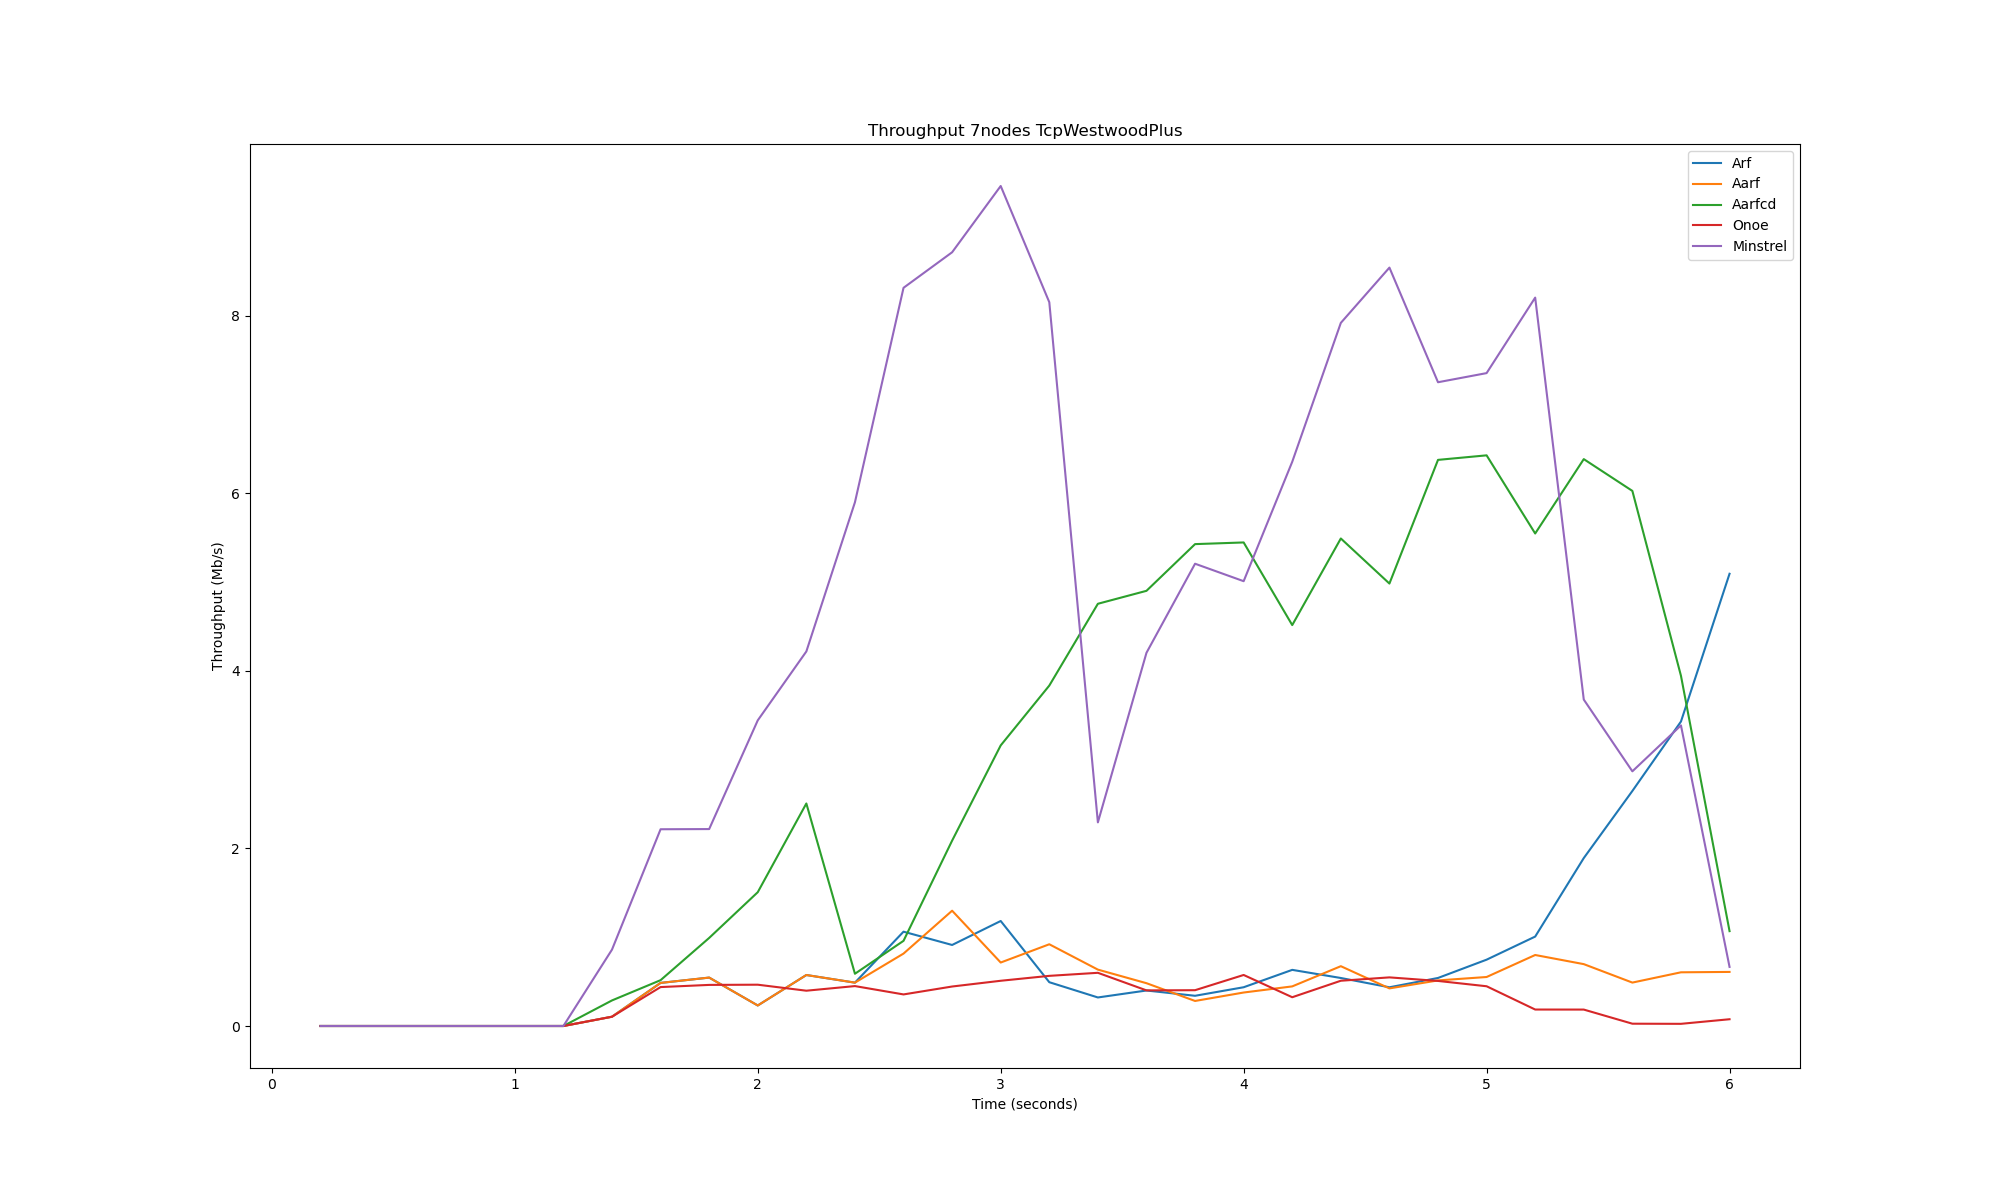 Throughput 7nodes TcpWestwoodPlus
Arf
Aarf
Aarfcd
Onoe
Minstrel
Throughput (Mb/s)
8
6
4
2
0
0 1 2 3 4 5 6
Time (seconds)